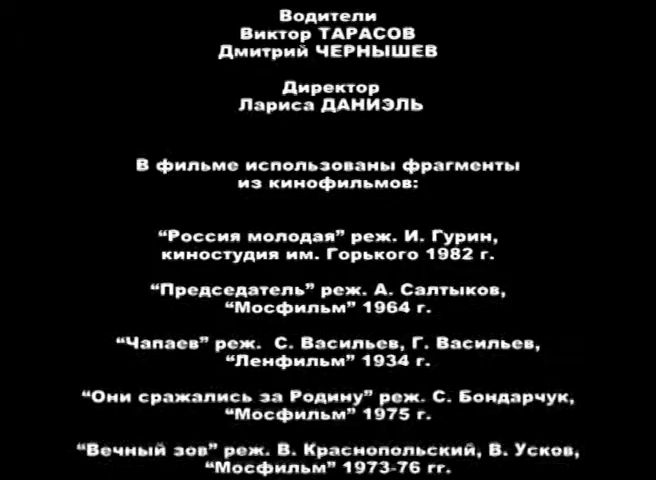 Водители
Виктор ТАРАСОВ
Дмитрий ЧЕРНЫШЕВ
Директор
Лариса ДАНИЭЛЬ
В фильме использованы фрагменты
из кинофильмов:
“Россия молодая” реж. И. Гурин,
киностудия им. Горького 1982 г.
“Председатель” реж. А. Салтыков,
“Мосфильм” 1964 г.
“Чапаев” реж. С. Васильев, Г. Васильев,
“Ленфильм” 1934 г.
“Они сражались за Родину” реж. С. Бондарчук,
“Мосфильм” 1975 г.
“Вечный зов” реж. В. Краснопольский, В. Усков,
“Мосфильм” 1973-76 гг.